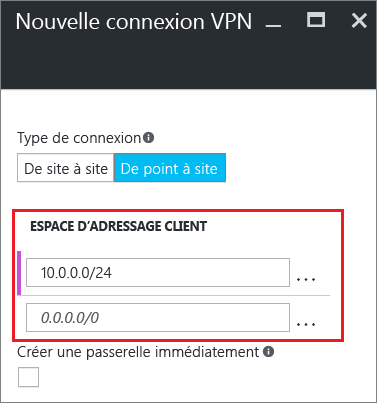 Nouvelle connexion VPN
Type de connexion
De site à site De point à site
ESPACE D'ADRESSAGE CLIENT
10.0.0.0/24 ...
0.0.0.0/0 ...
Créer une passerelle immédiatement